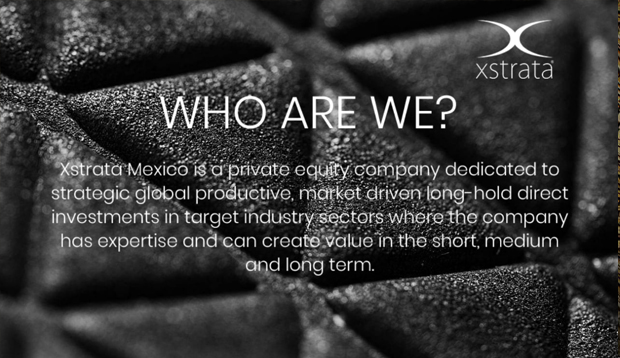 xstrata
WHO ARE WE?
Xstrata Mexico is a private equity company dedicated to
strategic global productive, market driven long-hold direct
investments in target industry sectors where the company
has expertise and can create value in the short, medium
and long term.